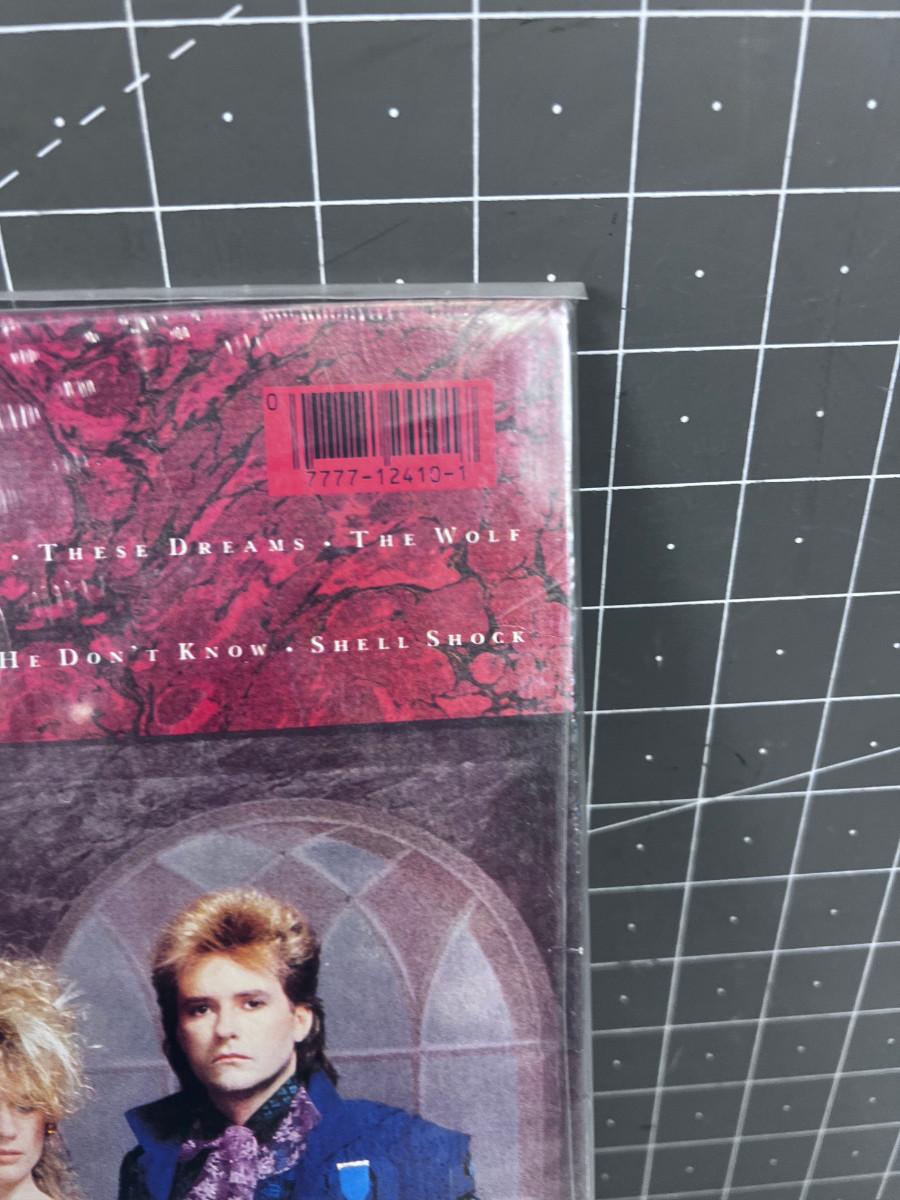 0
7777-12410-1
• THESE DREAMS • THE WOLF
HE DON'T KNOW • SHELL SHOCK